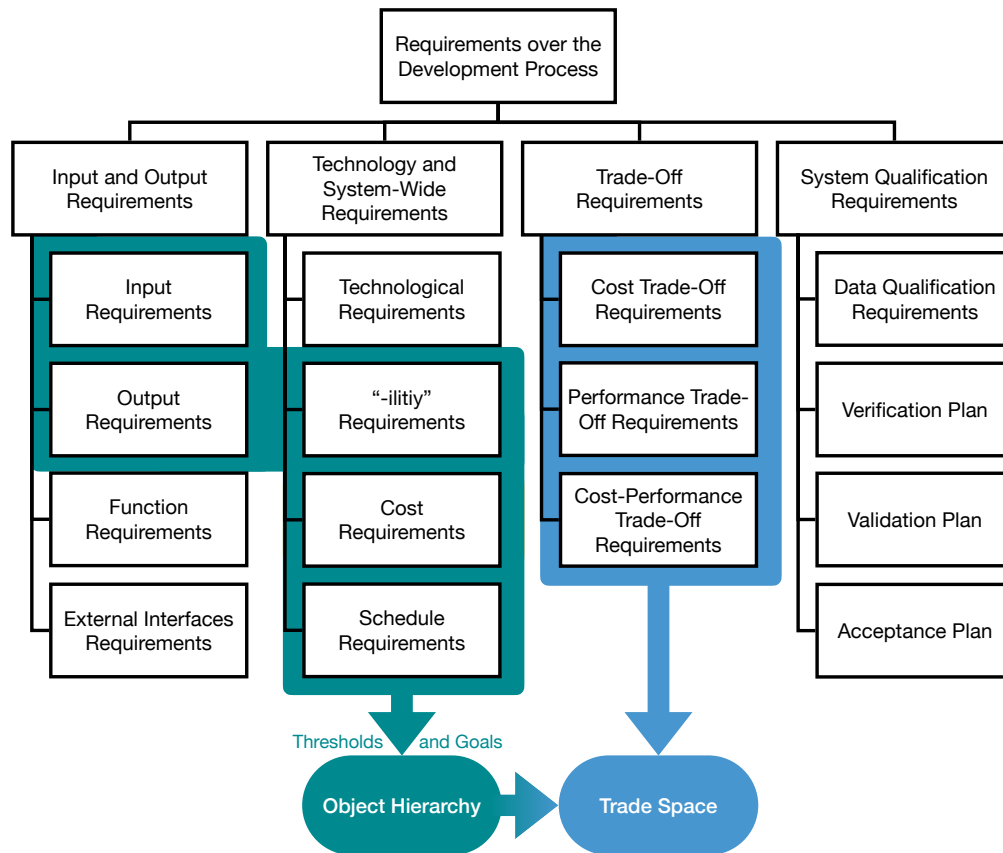 Requirements over the
Development Process
Input and Output
Requirements
Technology and
System-Wide
Requirements
Trade-Off
Requirements
System Qualification
Requirements
Input
Requirements
Output
Requirements
Function
Requirements
External Interfaces
Requirements
Technological
Requirements
“-ilitiy”
Requirements
Cost
Requirements
Schedule
Requirements
Cost Trade-Off
Requirements
Performance Trade-
Off Requirements
Cost-Performance
Trade-Off
Requirements
Data Qualification
Requirements
Verification Plan
Validation Plan
Acceptance Plan
Thresholds and Goals
Object Hierarchy
Trade Space